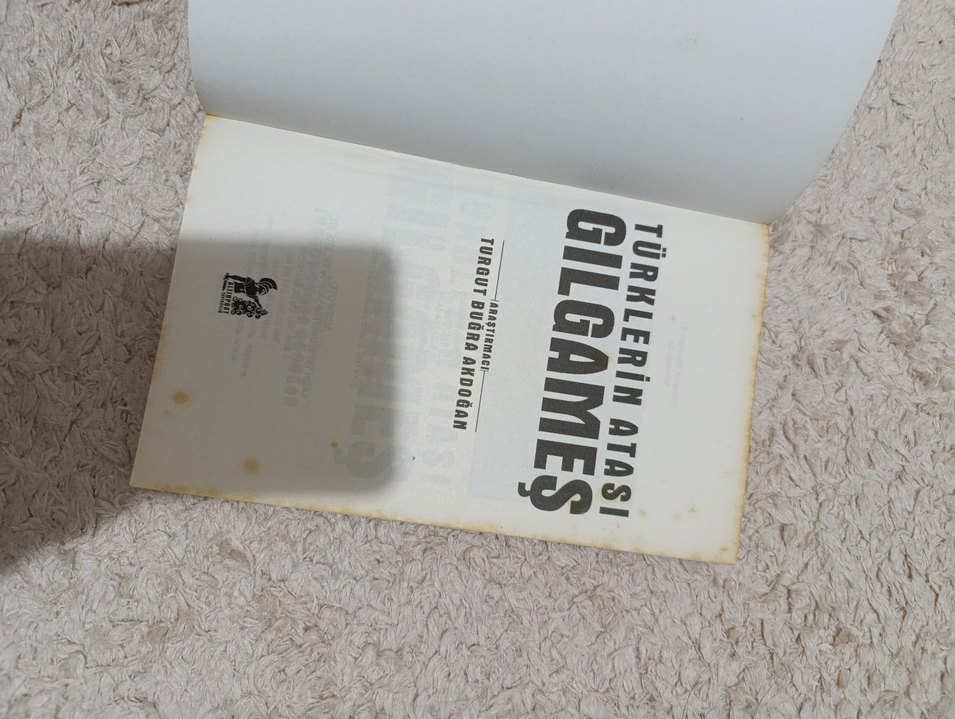 TÜRKLERİN ATASI
GILGAMEŞ
ARAŞTIRMACI
TURGUT BUĞRA AKDOĞAN